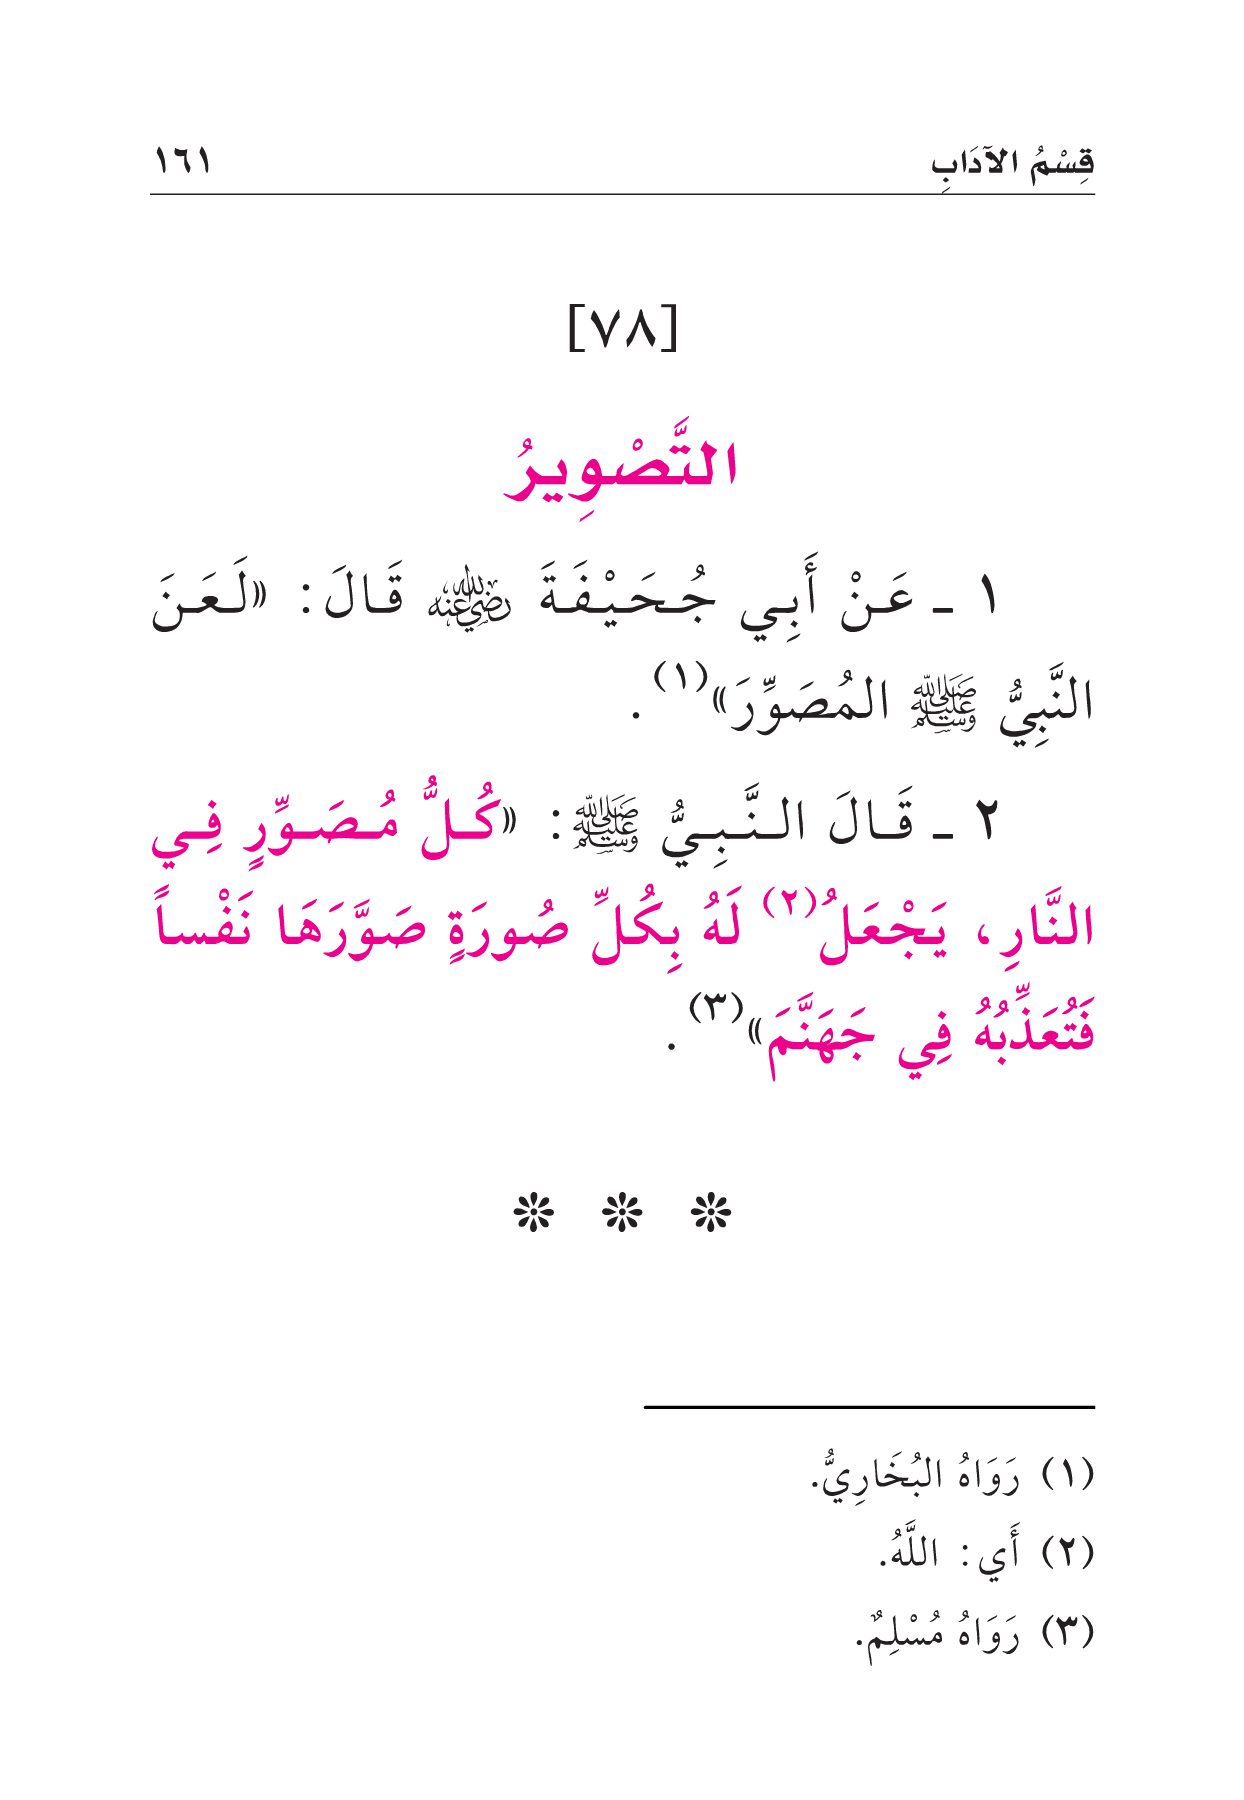 قِسْمُ الآدَابِ ١٦١
[٧٨]
التَّصْوِيرُ
١ ـ عَنْ أَبِي جُحَيْفَةَ رضي الله عنه قَالَ: «لَعَنَ
النَّبِيُّ ﷺ المُصَوِّرَ»(١).
٢ ـ قَالَ النَّبِيُّ ﷺ: «كُلُّ مُصَوِّرٍ فِي
النَّارِ، يَجْعَلُ(٢) لَهُ بِكُلِّ صُورَةٍ صَوَّرَهَا نَفْساً
فَتُعَذِّبُهُ فِي جَهَنَّمَ»(٣).
(١) رَوَاهُ البُخَارِيُّ.
(٢) أَي: اللَّهُ.
(٣) رَوَاهُ مُسْلِمٌ.